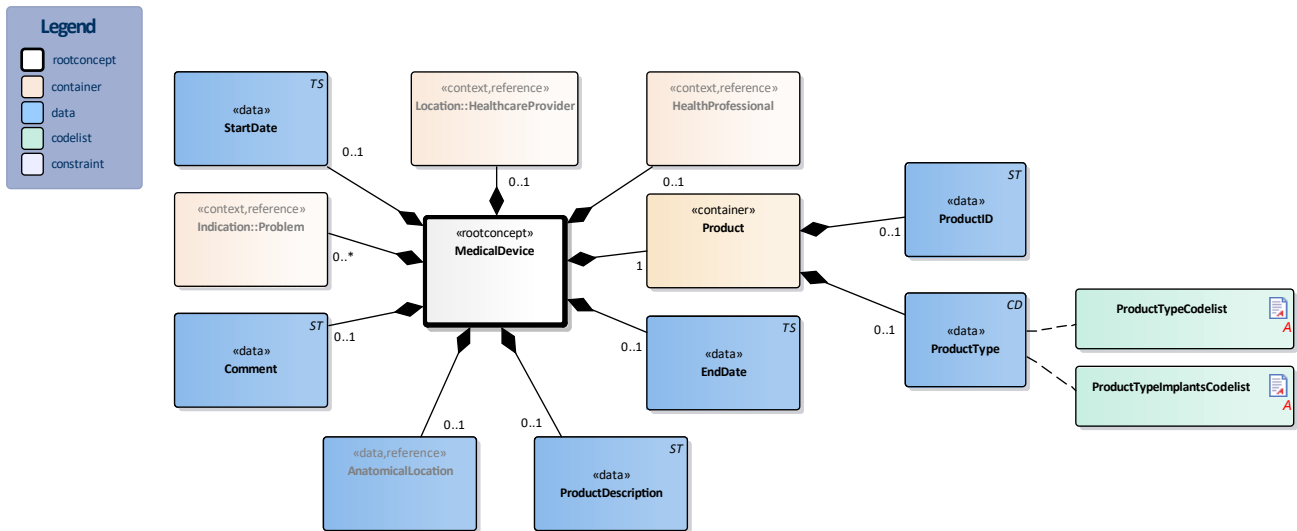 Legend
rootconcept
container
data
codelist
constraint
TS
«data»
StartDate
0..1
«context,reference»
Location::HealthcareProvider
0..1
«context,reference»
HealthProfessional
0..1
«context,reference»
Indication::Problem
0..*
«rootconcept»
MedicalDevice
«container»
Product
1
ST
«data»
ProductID
0..1
ST
«data»
Comment
0..1
TS
«data»
EndDate
0..1
CD
«data»
ProductType
0..1
ProductTypeCodelist
A
ProductTypeImplantsCodelist
A
«data,reference»
AnatomicalLocation
0..1
ST
«data»
ProductDescription
0..1